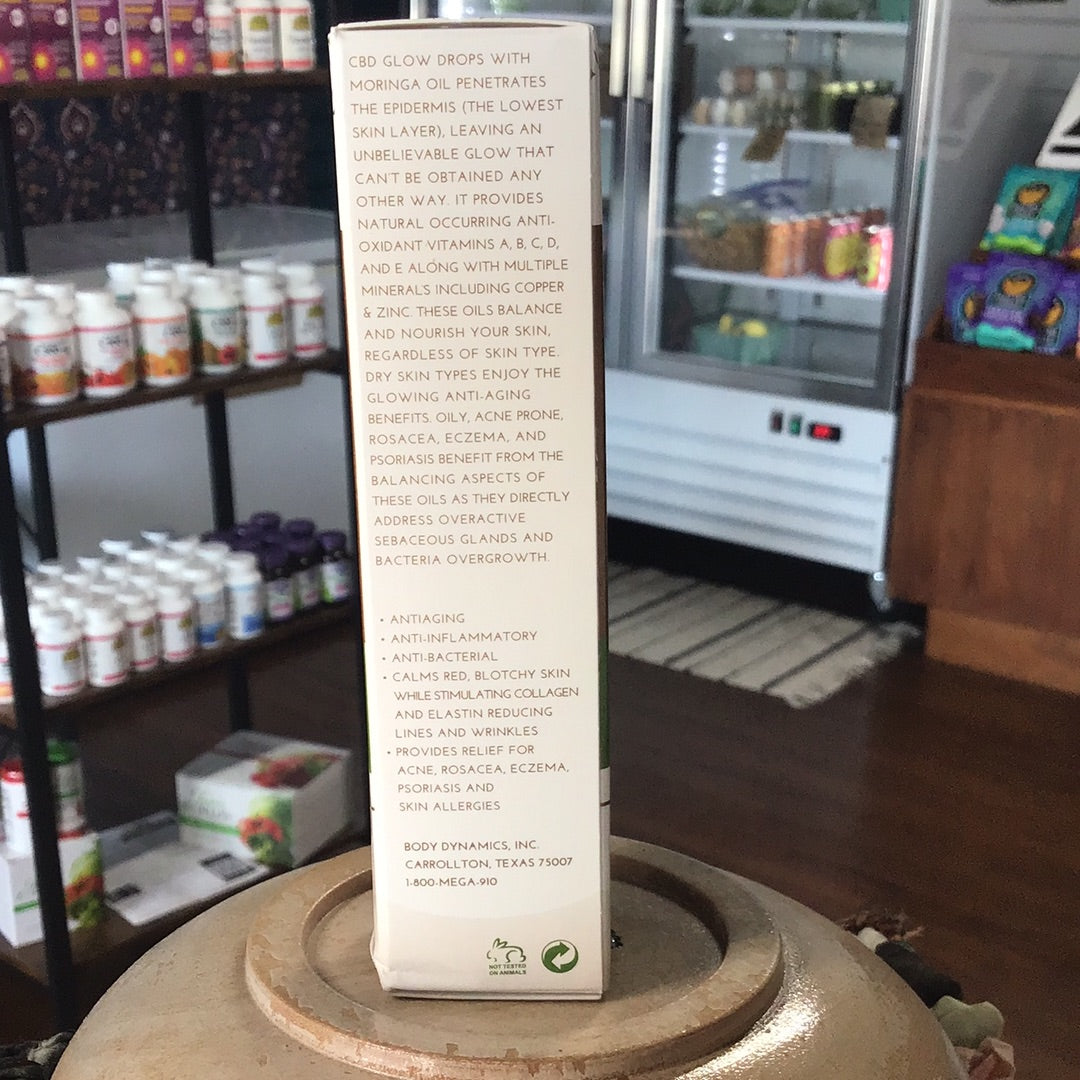 CBD GLOW DROPS WITH
MORINGA OIL PENETRATES
THE EPIDERMIS (THE LOWEST
SKIN LAYER), LEAVING AN
UNBELIEVABLE GLOW THAT
CAN'T BE OBTAINED ANY
OTHER WAY. IT PROVIDES
NATURAL OCCURRING ANTI-
OXIDANT VITAMINS A, B, C, D,
AND E ALONG WITH MULTIPLE
MINERALS INCLUDING COPPER
& ZINC. THESE OILS BALANCE
AND NOURISH YOUR SKIN,
REGARDLESS OF SKIN TYPE.
DRY SKIN TYPES ENJOY THE
GLOWING ANTI-AGING
BENEFITS. OILY, ACNE PRONE,
ROSACEA, ECZEMA, AND
PSORIASIS BENEFIT FROM THE
BALANCING ASPECTS OF
THESE OILS AS THEY DIRECTLY
ADDRESS OVERACTIVE
SEBACEOUS GLANDS AND
BACTERIA OVERGROWTH.
• ANTIAGING
• ANTI-INFLAMMATORY
• ANTI-BACTERIAL
• CALMS RED, BLOTCHY SKIN
WHILE STIMULATING COLLAGEN
AND ELASTIN REDUCING
LINES AND WRINKLES
• PROVIDES RELIEF FOR
ACNE, ROSACEA, ECZEMA,
PSORIASIS AND
SKIN ALLERGIES
BODY DYNAMICS, INC.
CARROLLTON, TEXAS 75007
1-800-MEGA-910
NOT TESTED
ON ANIMALS